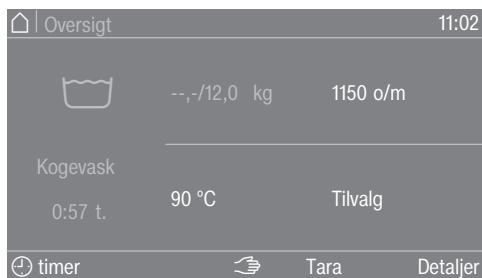 Oversigt 11:02
--,-/12,0 kg 1150 o/m
Kogevask
0:57 t.
90 °C Tilvalg
timer Tara Detaljer